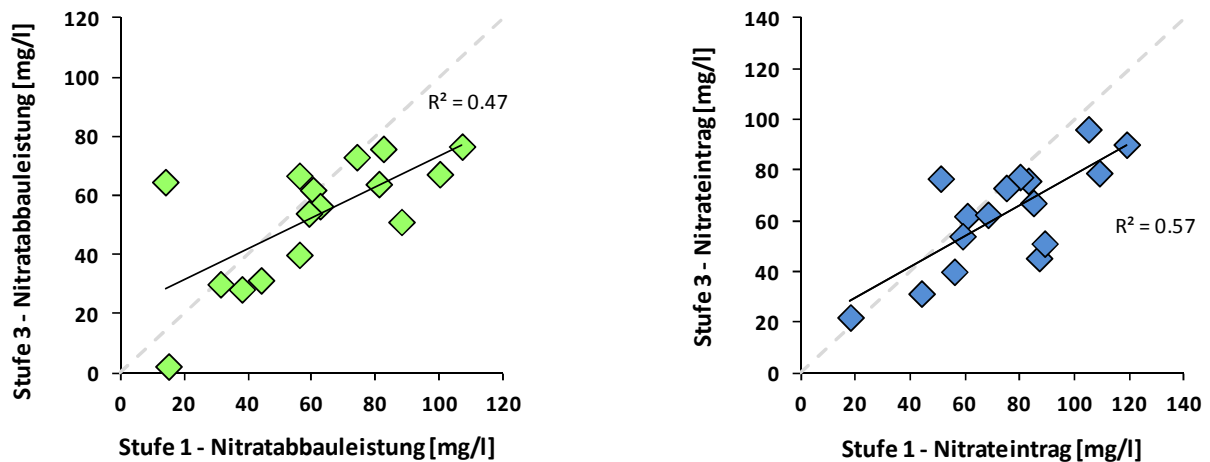 Stufe 3 - Nitratabbauleistung [mg/l]
120
100
80
60
40
20
0
R² = 0.47
0 20 40 60 80 100 120
Stufe 1 - Nitratabbauleistung [mg/l]
Stufe 3 - Nitrateintrag [mg/l]
140
120
100
80
60
40
20
0
R² = 0.57
0 20 40 60 80 100 120 140
Stufe 1 - Nitrateintrag [mg/l]